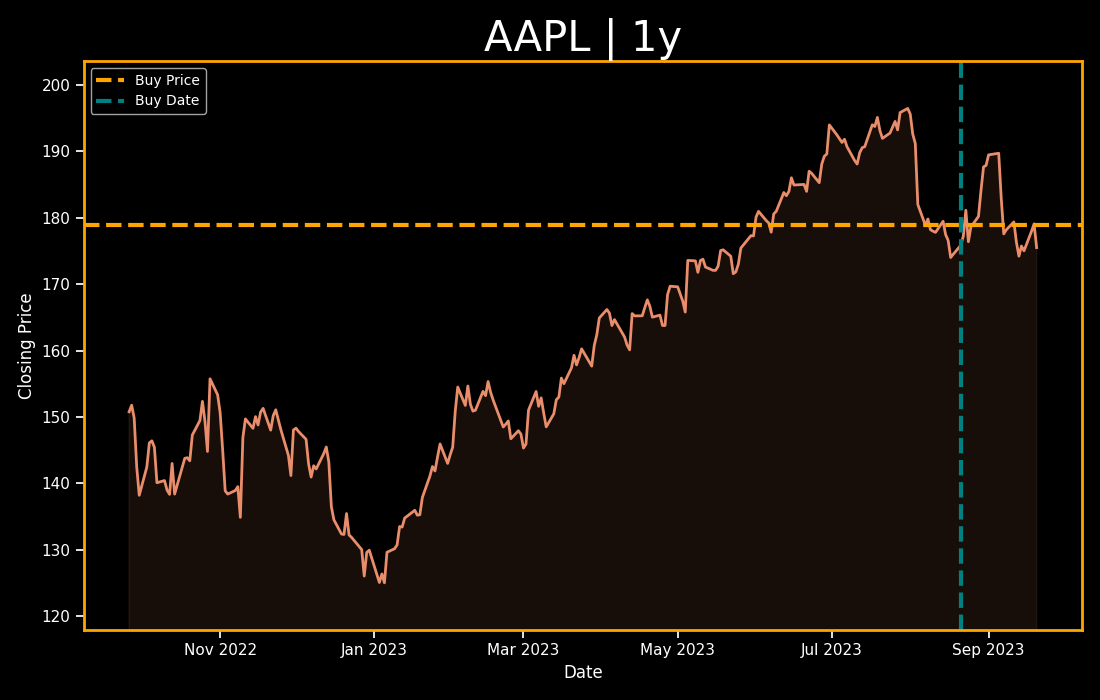 AAPL | 1y
Buy Price
Buy Date
Closing Price
200
190
180
170
160
150
140
130
120
Nov 2022
Jan 2023
Mar 2023
May 2023
Jul 2023
Sep 2023
Date